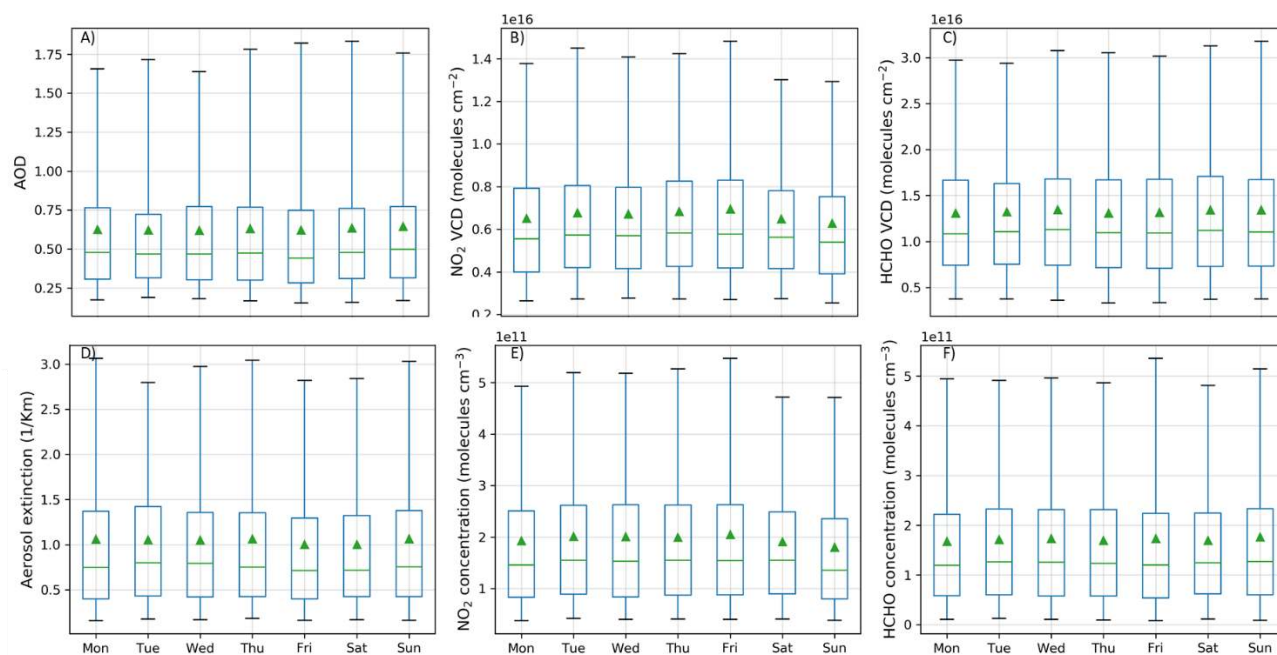 A)
AOD
1.75
1.50
1.25
1.00
0.75
0.50
0.25
1e16
B)
NO₂ VCD (molecules cm⁻²)
1.4
1.2
1.0
0.8
0.6
0.4
0.2
1e16
C)
HCHO VCD (molecules cm⁻²)
3.0
2.5
2.0
1.5
1.0
0.5
D)
Aerosol extinction (1/Km)
3.0
2.5
2.0
1.5
1.0
0.5
Mon Tue Wed Thu Fri Sat Sun
1e11
E)
NO₂ concentration (molecules cm⁻³)
5
4
3
2
1
Mon Tue Wed Thu Fri Sat Sun
1e11
F)
HCHO concentration (molecules cm⁻³)
5
4
3
2
1
0
Mon Tue Wed Thu Fri Sat Sun